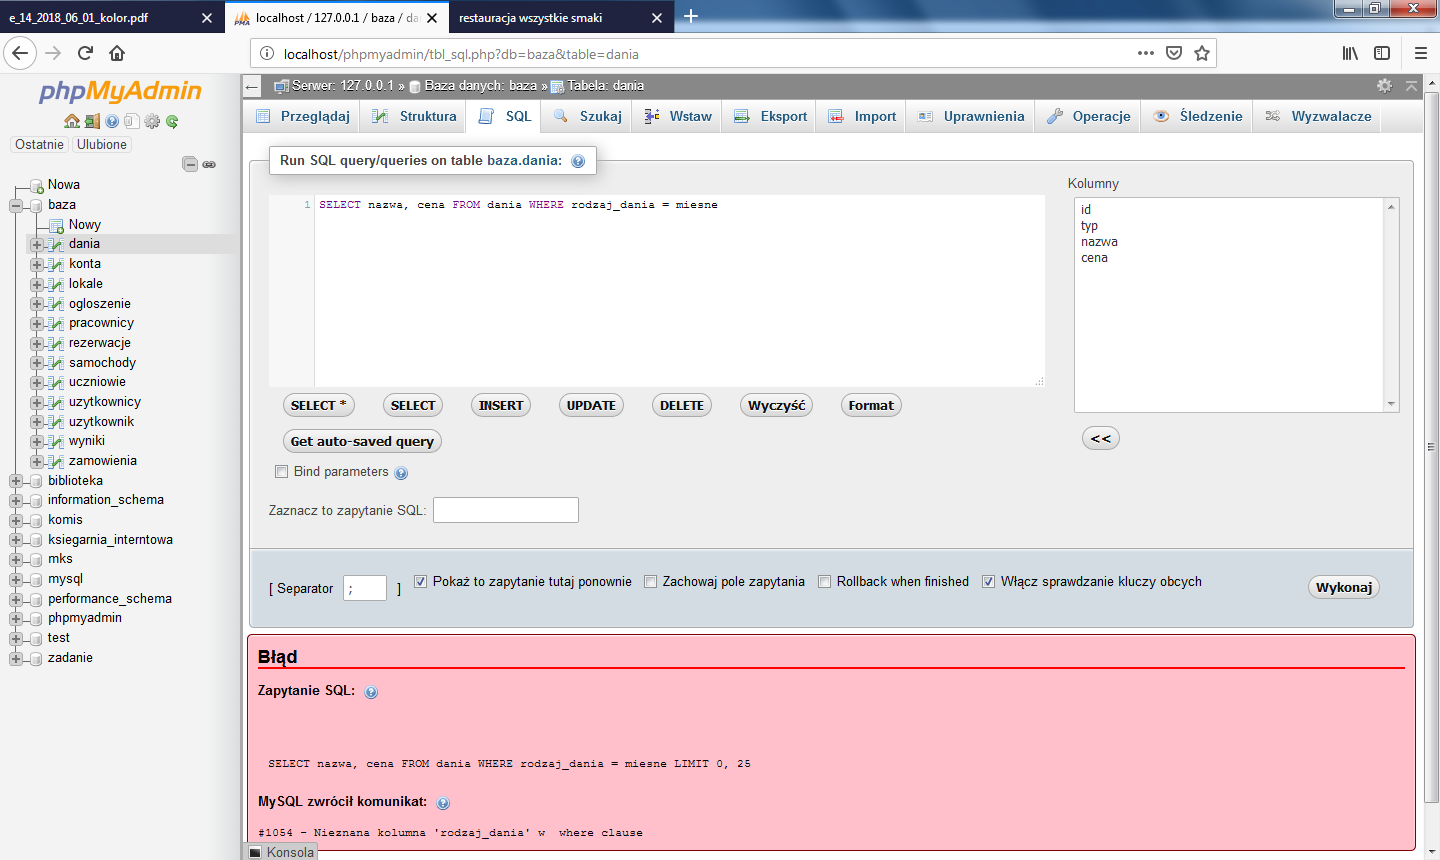 e_14_2018_06_01_kolor.pdf
localhost / 127.0.0.1 / baza / da
restauracja wszystkie smaki
localhost/phpmyadmin/tbl_sql.php?db=baza&table=dania
phpMyAdmin
Ostatnie
Ulubione
Nowa
baza
Nowy
dania
konta
lokale
ogloszenie
pracownicy
rezerwacje
samochody
uczniowie
uzytkownicy
uzytkownik
wyniki
zamowienia
biblioteka
information_schema
komis
ksiegarnia_interntowa
mks
mysql
performance_schema
phpmyadmin
test
zadanie
Serwer: 127.0.0.1 » Baza danych: baza » Tabela: dania
Przeglądaj
Struktura
SQL
Szukaj
Wstaw
Eksport
Import
Uprawnienia
Operacje
Śledzenie
Wyzwalacze
Run SQL query/queries on table baza.dania:
1 SELECT nazwa, cena FROM dania WHERE rodzaj_dania = miesne
Kolumny
id
typ
nazwa
cena
SELECT *
SELECT
INSERT
UPDATE
DELETE
Wyczyść
Format
Get auto-saved query
<<
Bind parameters
Zaznacz to zapytanie SQL:
[ Separator ; ]
Pokaż to zapytanie tutaj ponownie
Zachowaj pole zapytania
Rollback when finished
Włącz sprawdzanie kluczy obcych
Wykonaj
Błąd
Zapytanie SQL:
SELECT nazwa, cena FROM dania WHERE rodzaj_dania = miesne LIMIT 0, 25
MySQL zwrócił komunikat:
#1054 - Nieznana kolumna 'rodzaj_dania' w where clause
Konsola